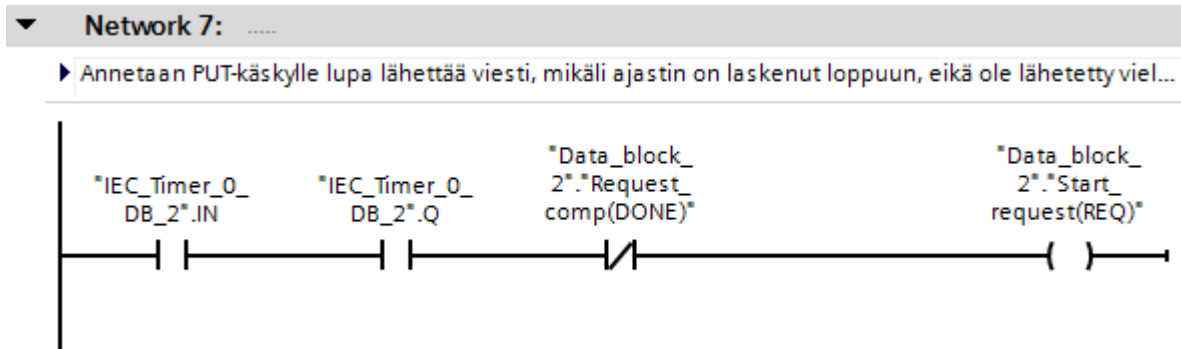 Network 7: .....
Annetaan PUT-käskylle lupa lähettää viesti, mikäli ajastin on laskenut loppuun, eikä ole lähetetty viel...
"IEC_Timer_0_
DB_2".IN
"IEC_Timer_0_
DB_2".Q
"Data_block_
2"."Request_
comp(DONE)"
"Data_block_
2"."Start_
request(REQ)"